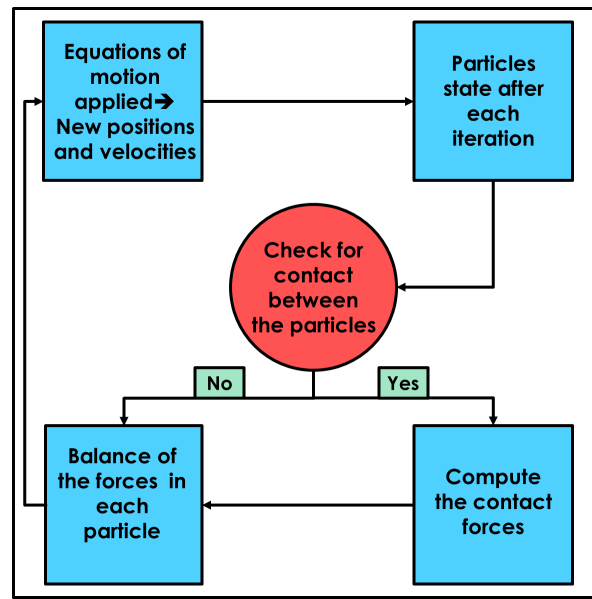 Equations of
motion
applied➔
New positions
and velocities
Particles
state after
each
iteration
Check for
contact
between
the particles
No
Yes
Balance of
the forces in
each
particle
Compute
the contact
forces